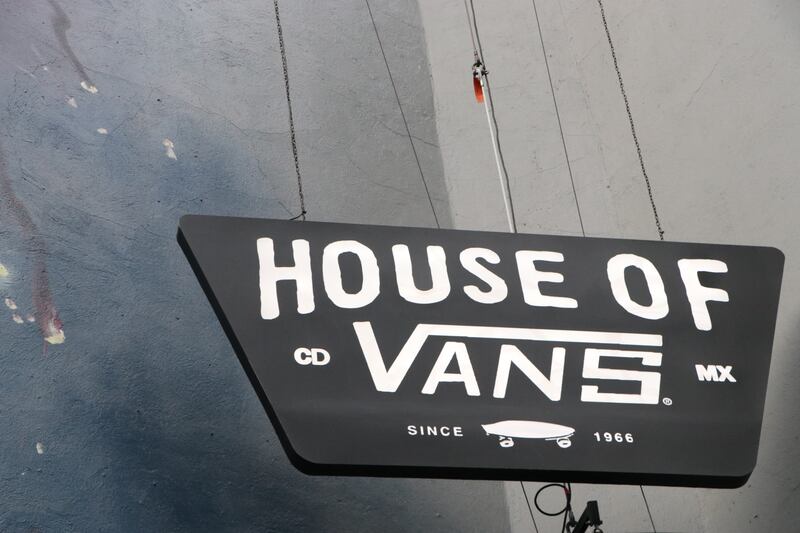 HOUSE OF
CD VANS® MX
SINCE 1966